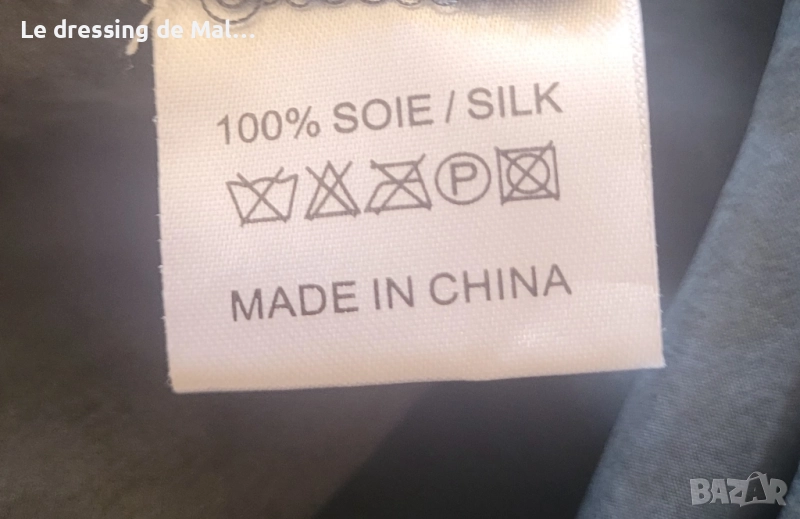 Le dressing de Mal...
100% SOIE / SILK
P
MADE IN CHINA
BAZAR